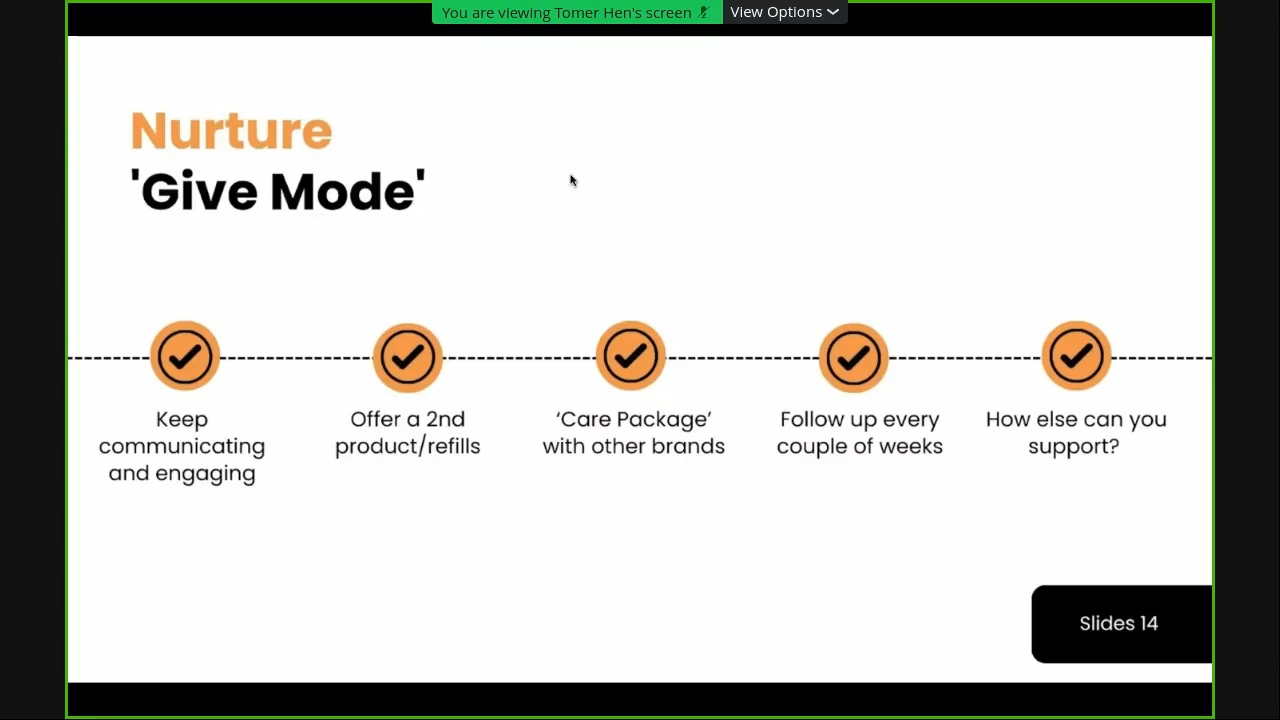 You are viewing Tomer Hen's screen
View Options
Nurture
'Give Mode'
Keep
communicating
and engaging
Offer a 2nd
product/refills
‘Care Package’
with other brands
Follow up every
couple of weeks
How else can you
support?
Slides 14